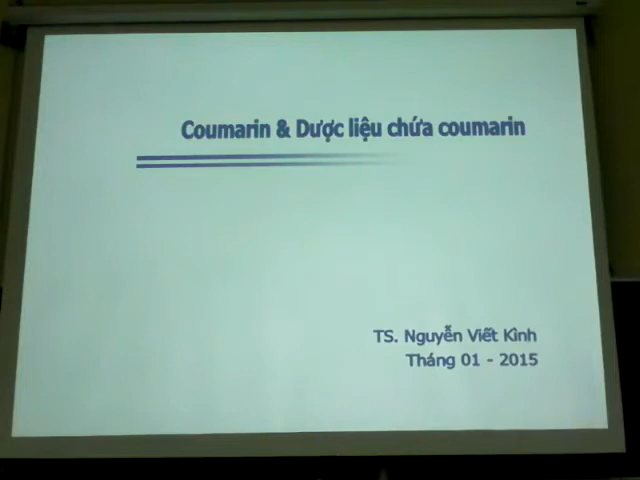 Coumarin & Dược liệu chứa coumarin
TS. Nguyễn Viết Kình
Tháng 01 - 2015